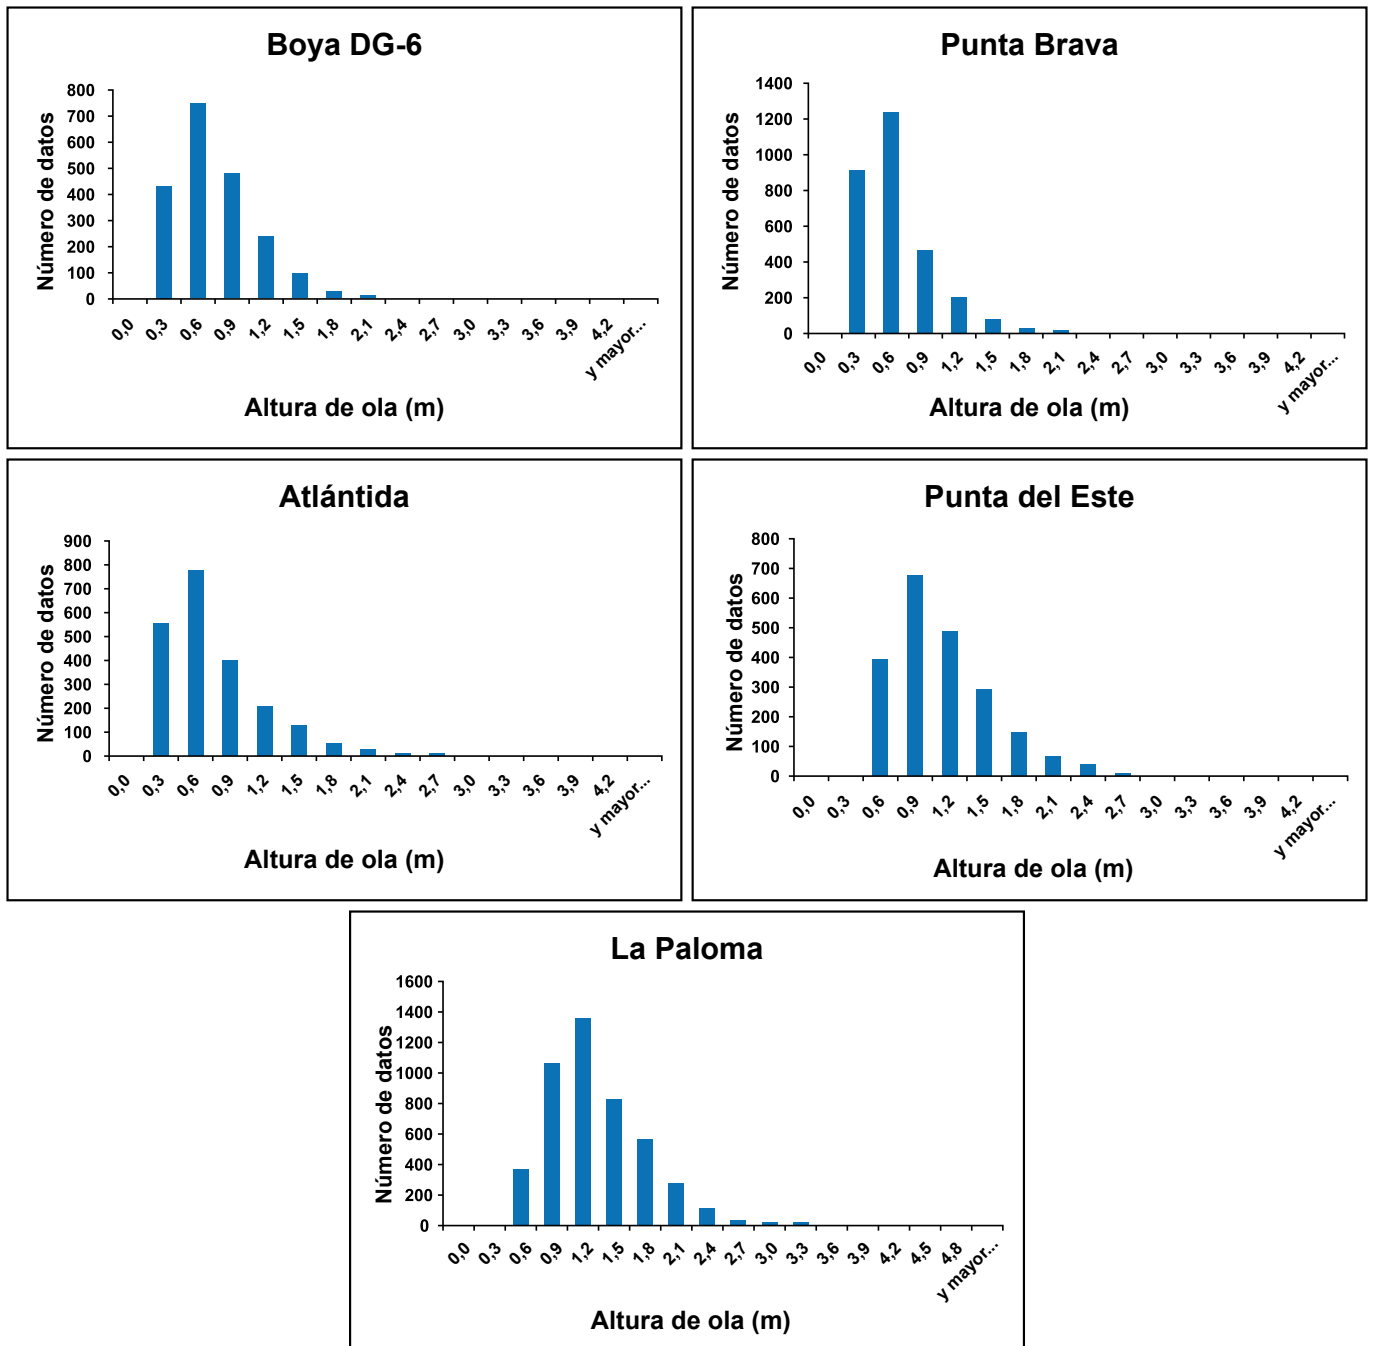 Boya DG-6
Número de datos
800
700
600
500
400
300
200
100
0
0,0 0,3 0,6 0,9 1,2 1,5 1,8 2,1 2,4 2,7 3,0 3,3 3,6 3,9 4,2 y mayor...
Altura de ola (m)
Punta Brava
Número de datos
1400
1200
1000
800
600
400
200
0
0,0 0,3 0,6 0,9 1,2 1,5 1,8 2,1 2,4 2,7 3,0 3,3 3,6 3,9 4,2 y mayor...
Altura de ola (m)
Atlántida
Número de datos
900
800
700
600
500
400
300
200
100
0
0,0 0,3 0,6 0,9 1,2 1,5 1,8 2,1 2,4 2,7 3,0 3,3 3,6 3,9 4,2 y mayor...
Altura de ola (m)
Punta del Este
Número de datos
800
700
600
500
400
300
200
100
0
0,0 0,3 0,6 0,9 1,2 1,5 1,8 2,1 2,4 2,7 3,0 3,3 3,6 3,9 4,2 y mayor...
Altura de ola (m)
La Paloma
Número de datos
1600
1400
1200
1000
800
600
400
200
0
0,0 0,3 0,6 0,9 1,2 1,5 1,8 2,1 2,4 2,7 3,0 3,3 3,6 3,9 4,2 4,5 4,8 y mayor...
Altura de ola (m)